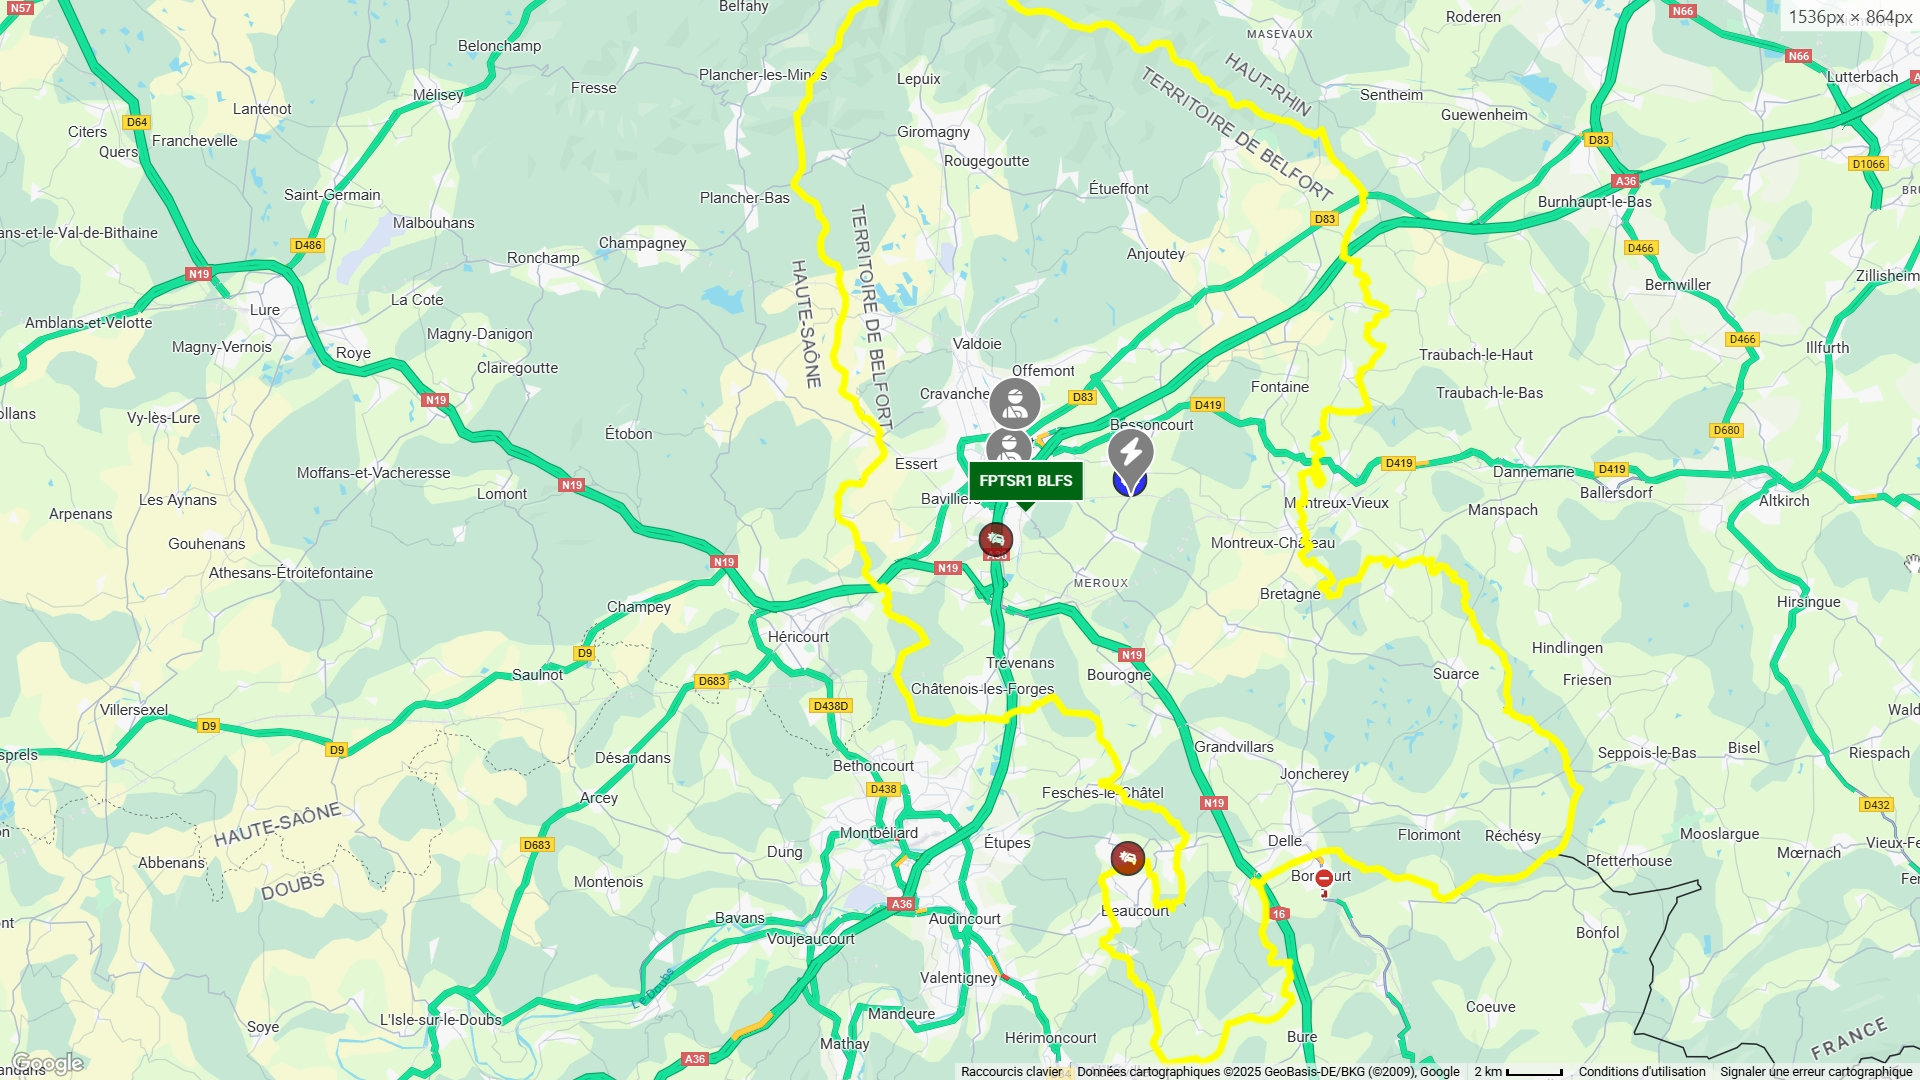 N57
Belfahy
N66
1536px × 864px
Roderen
MASEVAUX
Belonchamp
N66
Plancher-les-Mines
Lepuix
HAUT-RHIN
Lutterbach
Fresse
Mélisey
Sentheim
TERRITOIRE DE BELFORT
Lantenot
Guewenheim
D64
Citers
Franchevelle
Giromagny
D83
Quers
Rougegoutte
D1066
A36
Étueffont
Saint-Germain
Plancher-Bas
Burnhaupt-le-Bas
D83
Malbouhans
ans-et-le-Val-de-Bithaine
D486
Champagney
TERRITOIRE DE BELFORT
D466
Anjoutey
Ronchamp
N19
Zillisheim
Bernwiller
HAUTE-SAÔNE
La Cote
Lure
Amblans-et-Velotte
Magny-Danigon
D466
Magny-Vernois
Valdoie
Illfurth
Roye
Traubach-le-Haut
Clairegoutte
Offemont
Fontaine
Cravanche
Traubach-le-Bas
N19
D83
D419
ollans
Vy-lès-Lure
Bessoncourt
Étobon
D680
Essert
D419
D419
Moffans-et-Vacheresse
Dannemarie
FPTSR1 BLFS
N19
Lomont
Ballersdorf
Les Aynans
Altkirch
Montreux-Vieux
Arpenans
Manspach
Gouhenans
Montreux-Château
A36
N19
N19
Athesans-Étroitefontaine
MEROUX
Bretagne
Champey
Hirsingue
Héricourt
Hindlingen
D9
N19
Trévenans
Saulnot
Bourogne
Suarce
Friesen
D683
Châtenois-les-Forges
D438D
Villersexel
D9
D9
Grandvillars
Bisel
Seppois-le-Bas
Riespach
sprels
Désandans
Bethoncourt
Joncherey
D438
Fesches-le-Châtel
Arcey
N19
D432
HAUTE-SAÔNE
Montbéliard
Florimont
Réchésy
Mooslargue
Étupes
Delle
D683
Dung
Mœrnach
Abbenans
Pfetterhouse
DOUBS
Montenois
A36
Beaucourt
16
Bavans
Audincourt
Bonfol
Voujeaucourt
Valentigney
Le Doubs
Coeuve
Mandeure
L'Isle-sur-le-Doubs
Soye
Hérimoncourt
Bure
FRANCE
Mathay
A36
Google
Raccourcis clavier
Données cartographiques ©2025 GeoBasis-DE/BKG (©2009), Google
2 km
Conditions d'utilisation
Signaler une erreur cartographique